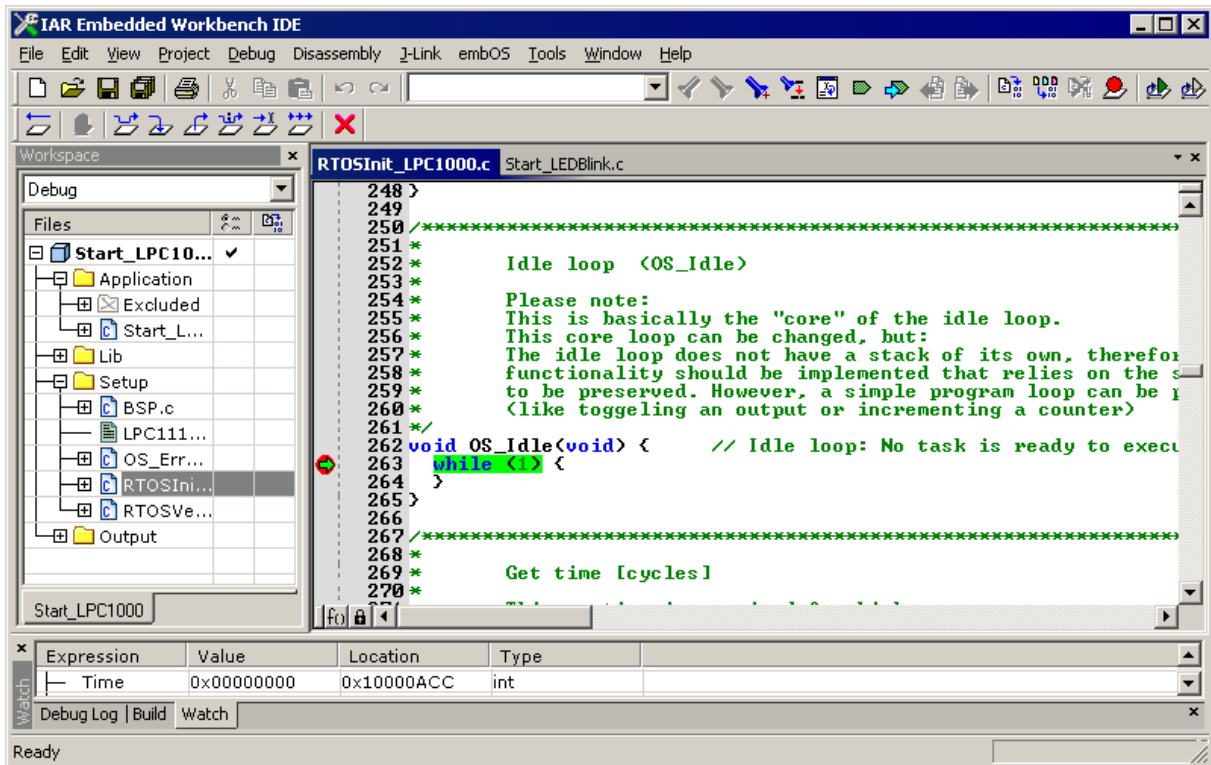 IAR Embedded Workbench IDE
File Edit View Project Debug Disassembly J-Link embOS Tools Window Help
Workspace
RTOSInit_LPC1000.c Start_LEDBlink.c
Debug
Files
Start_LPC10...
Application
Excluded
Start_L...
Lib
Setup
BSP.c
LPC111...
OS_Err...
RTOSIni...
RTOSVe...
Output
Start_LPC1000
248 }
249
250 /*********************************************************************
251 *
252 *       Idle loop  (OS_Idle)
253 *
254 *       Please note:
255 *       This is basically the "core" of the idle loop.
256 *       This core loop can be changed, but:
257 *       The idle loop does not have a stack of its own, therefor
258 *       functionality should be implemented that relies on the s
259 *       to be preserved. However, a simple program loop can be p
260 *       (like toggeling an output or incrementing a counter)
261 */
262 void OS_Idle(void) {     // Idle loop: No task is ready to execu
263   while (1) {
264   }
265 }
266
267 /*********************************************************************
268 *
269 *       Get time [cycles]
270 *
f()
Expression Value Location Type
Time 0x00000000 0x10000ACC int
Watch
Debug Log Build Watch
Ready